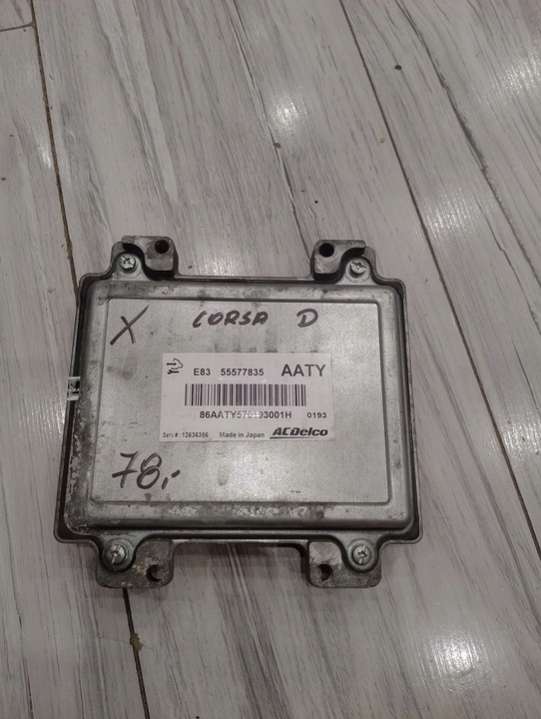 X CORSA D
E83 55577835 AATY
0193
Made in Japan ACDelco
78,-